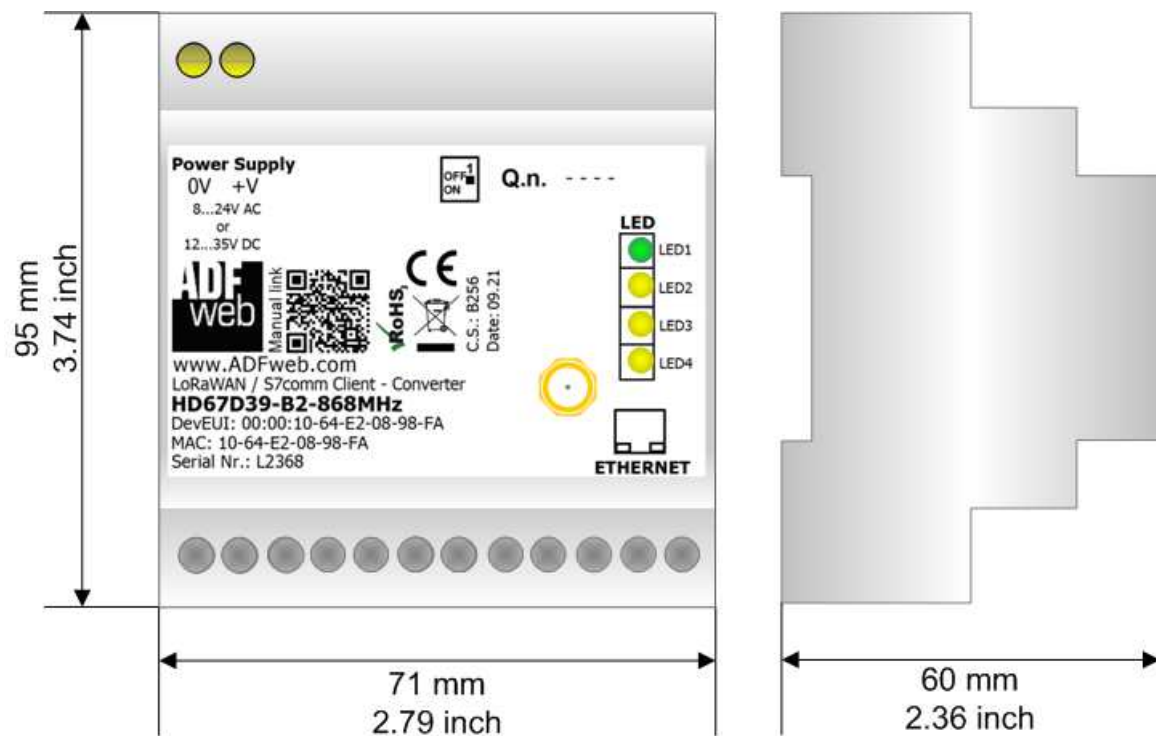 Power Supply
0V +V
8...24V AC
or
12...35V DC
OFF 1
ON
Q.n. - - - -
LED
LED1
LED2
LED3
LED4
ADF
web
Manual link
RoHS
CE
C.S.: B256
Date: 09.21
www.ADFweb.com
LoRaWAN / S7comm Client - Converter
HD67D39-B2-868MHz
DevEUI: 00:00:10-64-E2-08-98-FA
MAC: 10-64-E2-08-98-FA
Serial Nr.: L2368
ETHERNET
95 mm
3.74 inch
71 mm
2.79 inch
60 mm
2.36 inch